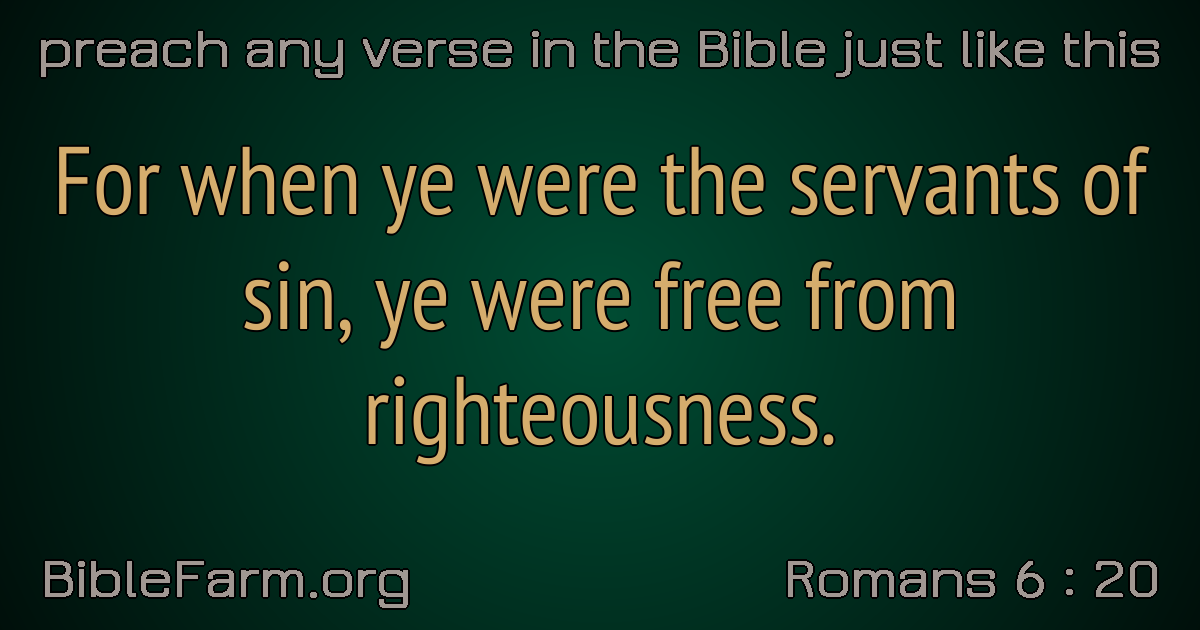 preach any verse in the Bible just like this
For when ye were the servants of
sin, ye were free from
righteousness.
BibleFarm.org
Romans 6 : 20